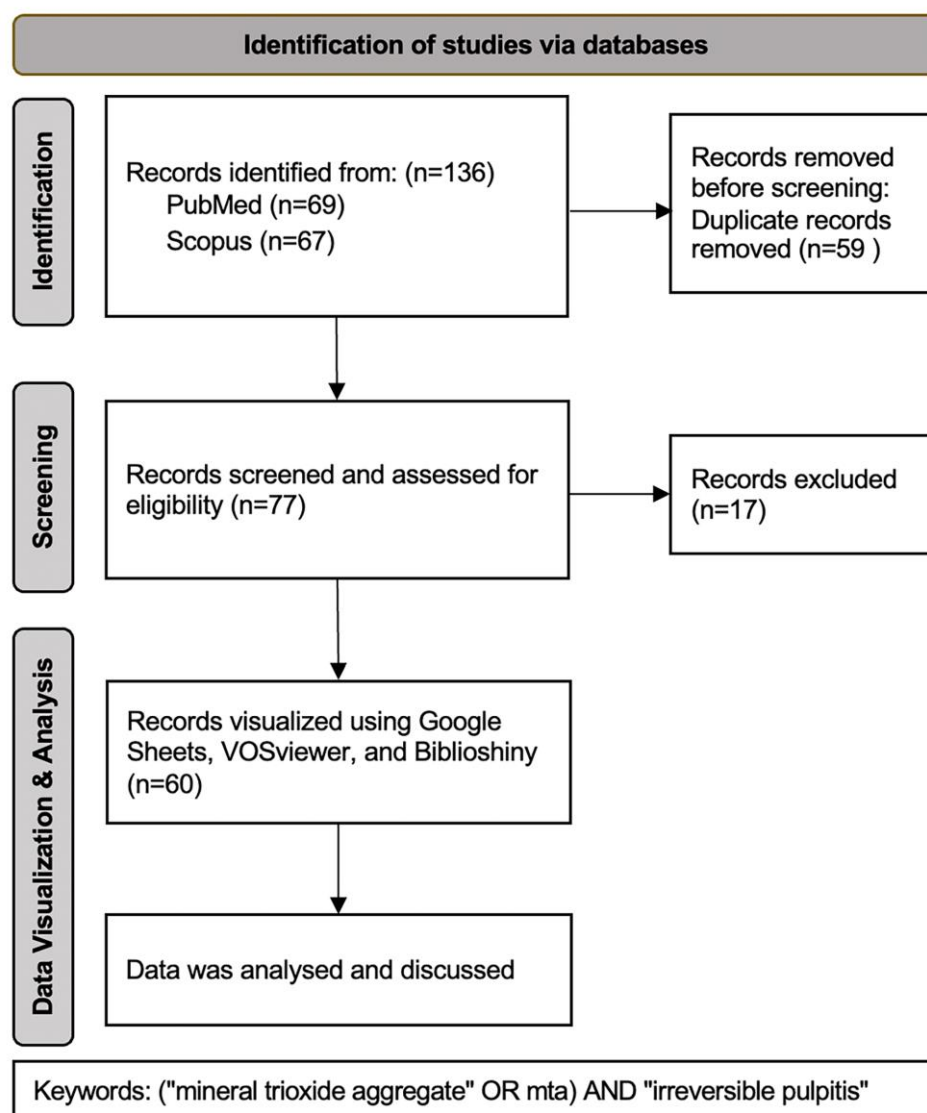 Identification of studies via databases
Identification
Records identified from: (n=136)
PubMed (n=69)
Scopus (n=67)
Records removed
before screening:
Duplicate records
removed (n=59 )
Screening
Records screened and assessed for
eligibility (n=77)
Records excluded
(n=17)
Data Visualization & Analysis
Records visualized using Google
Sheets, VOSviewer, and Biblioshiny
(n=60)
Data was analysed and discussed
Keywords: ("mineral trioxide aggregate" OR mta) AND "irreversible pulpitis"